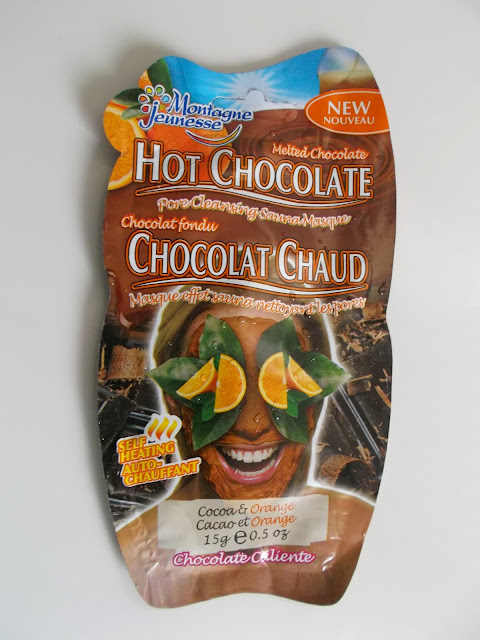 Montagne
Jeunesse
NEW
NOUVEAU
Melted Chocolate
HOT CHOCOLATE
Pore Cleansing Sauna Masque
Chocolat fondu
CHOCOLAT CHAUD
Masque effet sauna nettoyant les pores
SELF
HEATING
AUTO-
CHAUFFANT
Cocoa & Orange
Cacao et Orange
15g e 0.5 oz
Chocolate Caliente